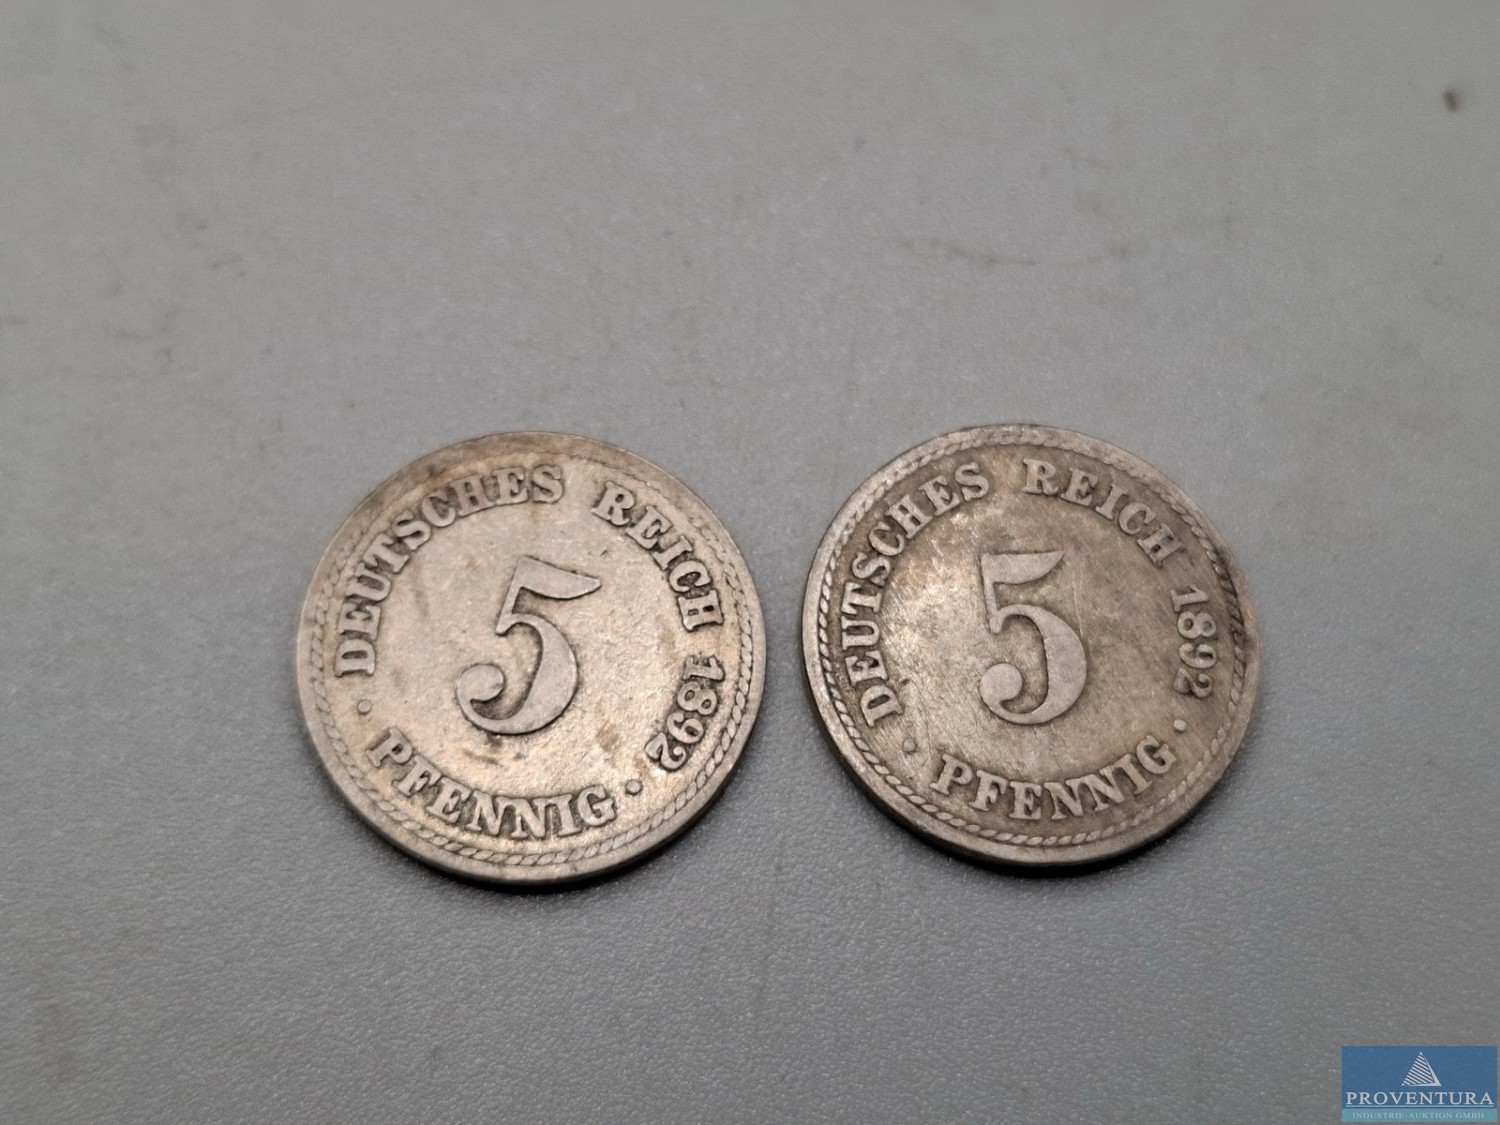 DEUTSCHES REICH 1892
5
· PFENNIG ·
DEUTSCHES REICH 1892
5
· PFENNIG ·
PROVENTURA
INDUSTRIE-AUKTION GMBH